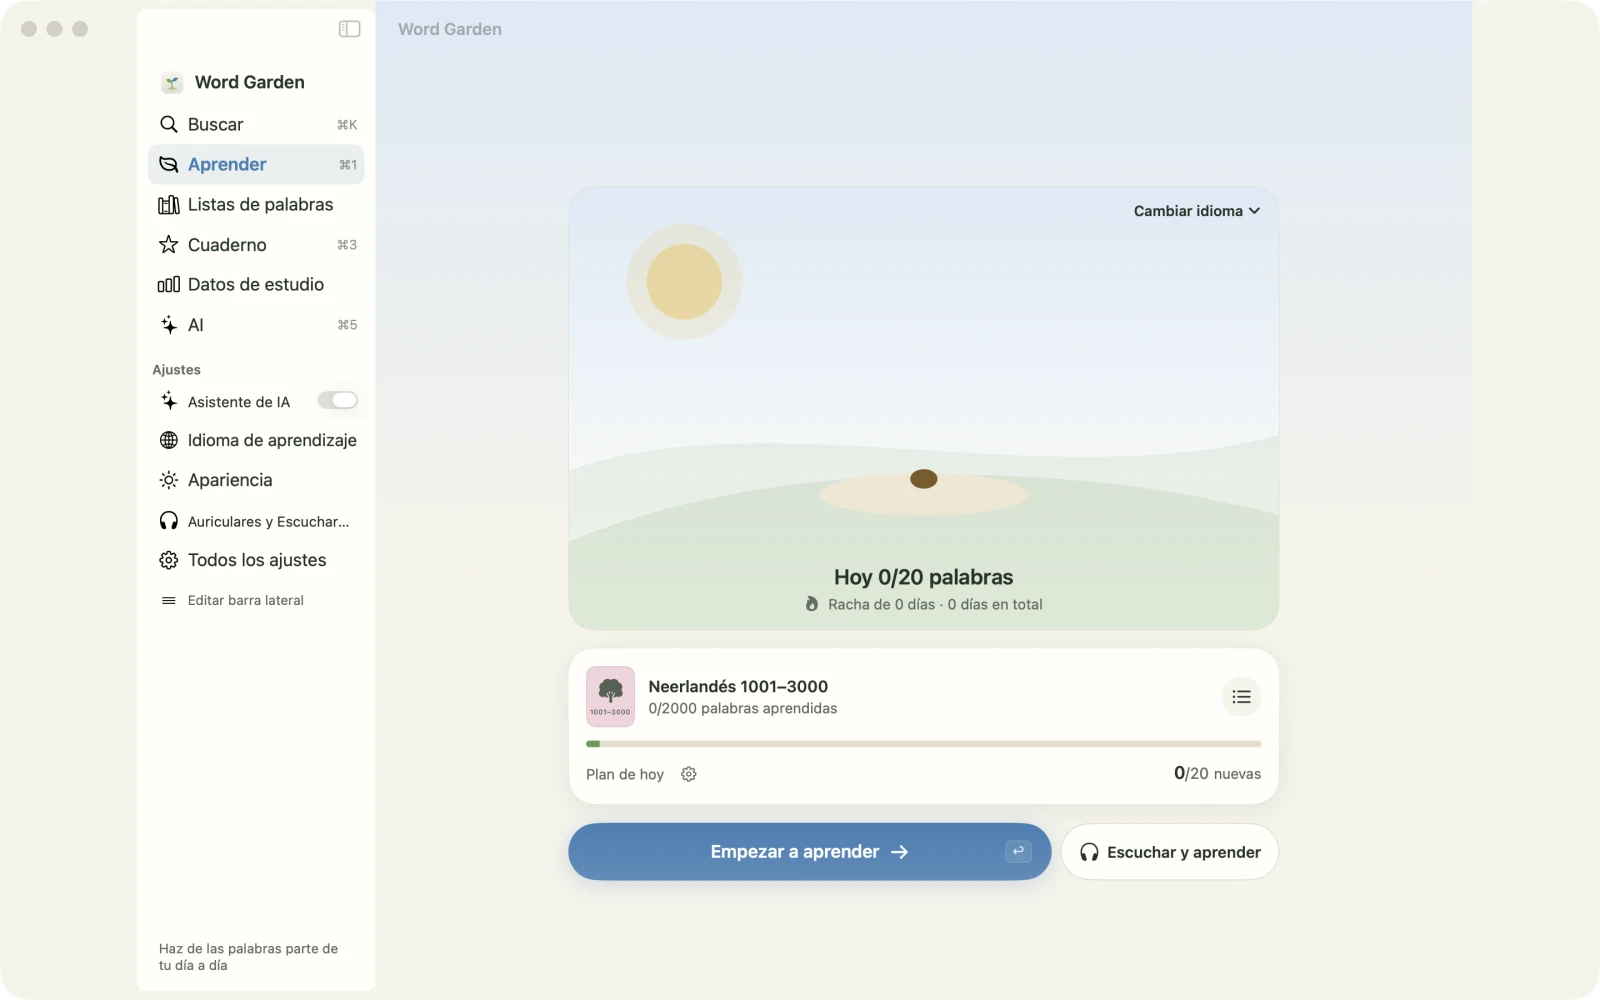 Word Garden
Word Garden
Buscar ⌘K
Aprender ⌘1
Listas de palabras
Cuaderno ⌘3
Datos de estudio
AI ⌘5
Ajustes
Asistente de IA
Idioma de aprendizaje
Apariencia
Auriculares y Escuchar...
Todos los ajustes
Editar barra lateral
Haz de las palabras parte de
tu día a día
Cambiar idioma
Hoy 0/20 palabras
Racha de 0 días · 0 días en total
1001–3000
Neerlandés 1001–3000
0/2000 palabras aprendidas
Plan de hoy
0/20 nuevas
Empezar a aprender →
Escuchar y aprender